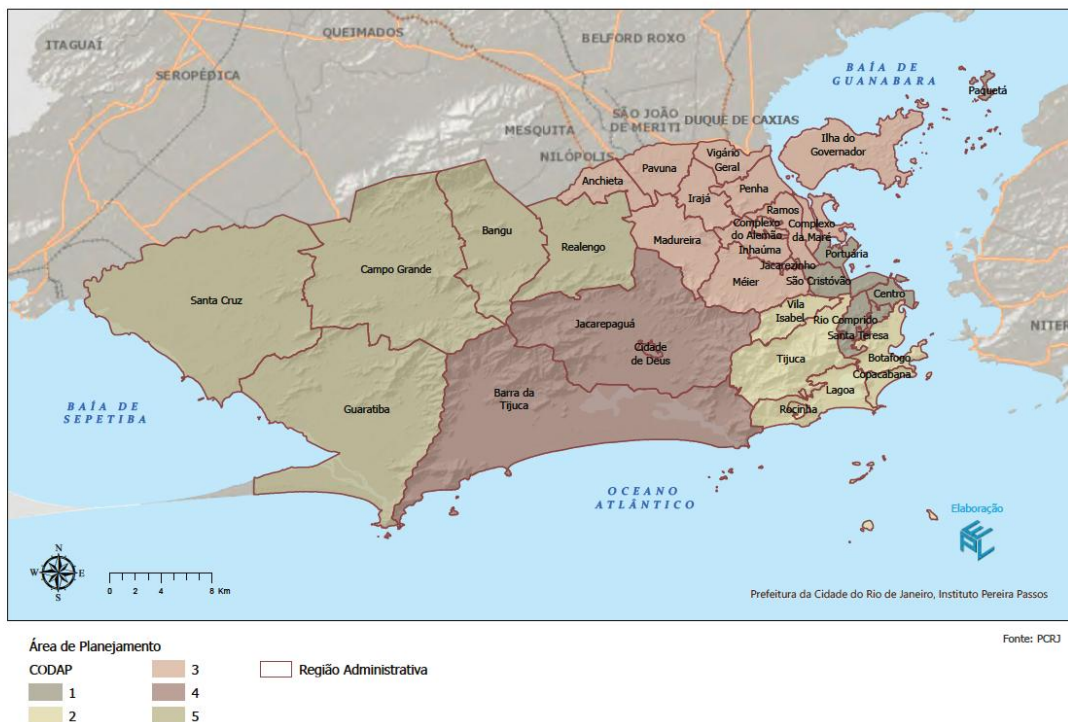 ITAGUAÍ
QUEIMADOS
BELFORD ROXO
SEROPÉDICA
BAÍA DE
GUANABARA
Paquetá
MESQUITA
SÃO JOÃO
DE MERITI
DUQUE DE CAXIAS
NILÓPOLIS
Ilha do
Governador
Vigário
Geral
Pavuna
Anchieta
Penha
Irajá
Ramos
Complexo
do Alemão
Complexo
da Maré
Bangu
Realengo
Madureira
Inhaúma
Portuária
Campo Grande
Jacarezinho
São Cristóvão
Méier
Santa Cruz
Centro
Vila
Isabel
Rio Comprido
Jacarepaguá
Santa Teresa
NITER
Cidade
de Deus
Tijuca
Botafogo
Copacabana
Lagoa
Barra da
Tijuca
Guaratiba
Rocinha
BAÍA DE
SEPETIBA
OCEANO
ATLÂNTICO
Elaboração
EPL
N
W E
S
0 2 4 8 Km
Prefeitura da Cidade do Rio de Janeiro, Instituto Pereira Passos
Fonte: PCRJ
Área de Planejamento
CODAP
1
2
3
4
5
Região Administrativa